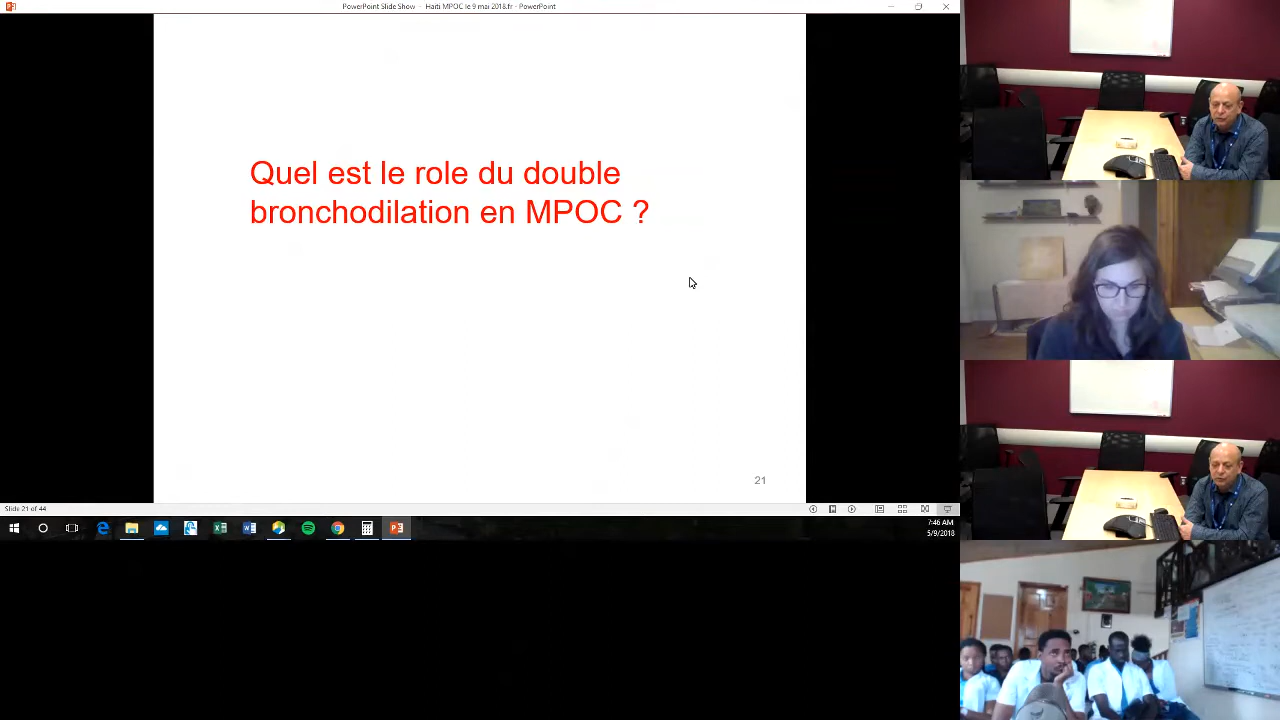 PowerPoint Slide Show - Haiti MPOC le 9 mai 2018.fr - PowerPoint
Quel est le role du double
bronchodilation en MPOC ?
21
Slide 21 of 44
7:46 AM
5/9/2018